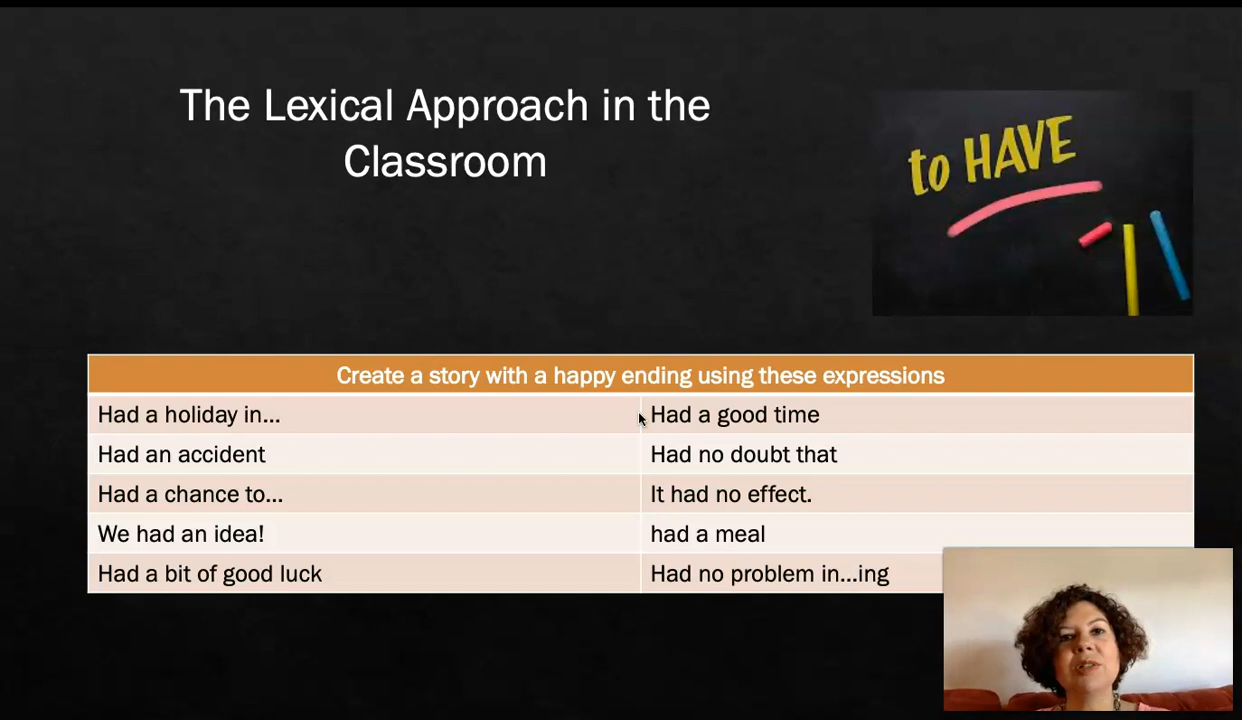 The Lexical Approach in the
Classroom
to HAVE
Create a story with a happy ending using these expressions
Had a holiday in...
Had a good time
Had an accident
Had no doubt that
Had a chance to...
It had no effect.
We had an idea!
had a meal
Had a bit of good luck
Had no problem in...ing